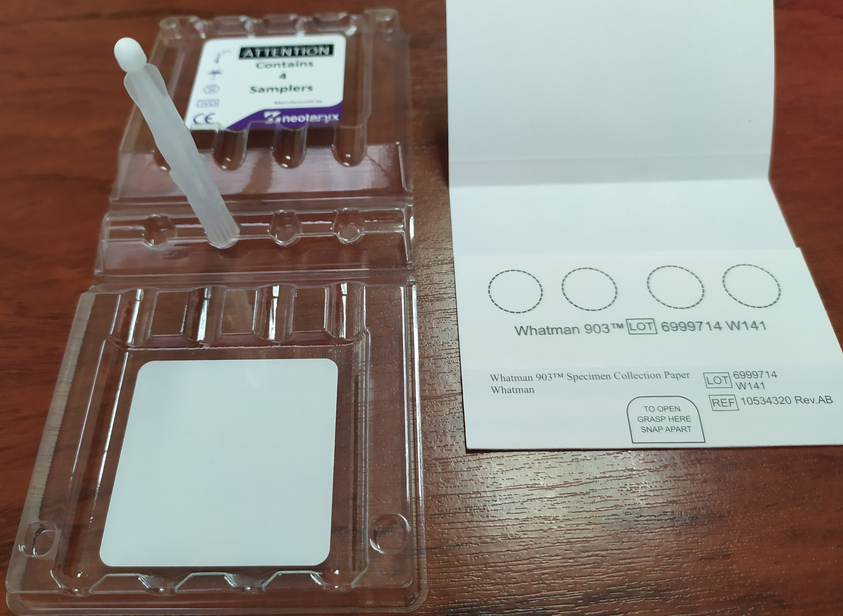 ATTENTION
Contains
4
Samplers
Manufactured by
neoteryx
CE
Whatman 903™ LOT 6999714 W141
Whatman 903™ Specimen Collection Paper
Whatman
LOT 6999714
W141
REF 10534320 Rev.AB
TO OPEN
GRASP HERE
SNAP APART